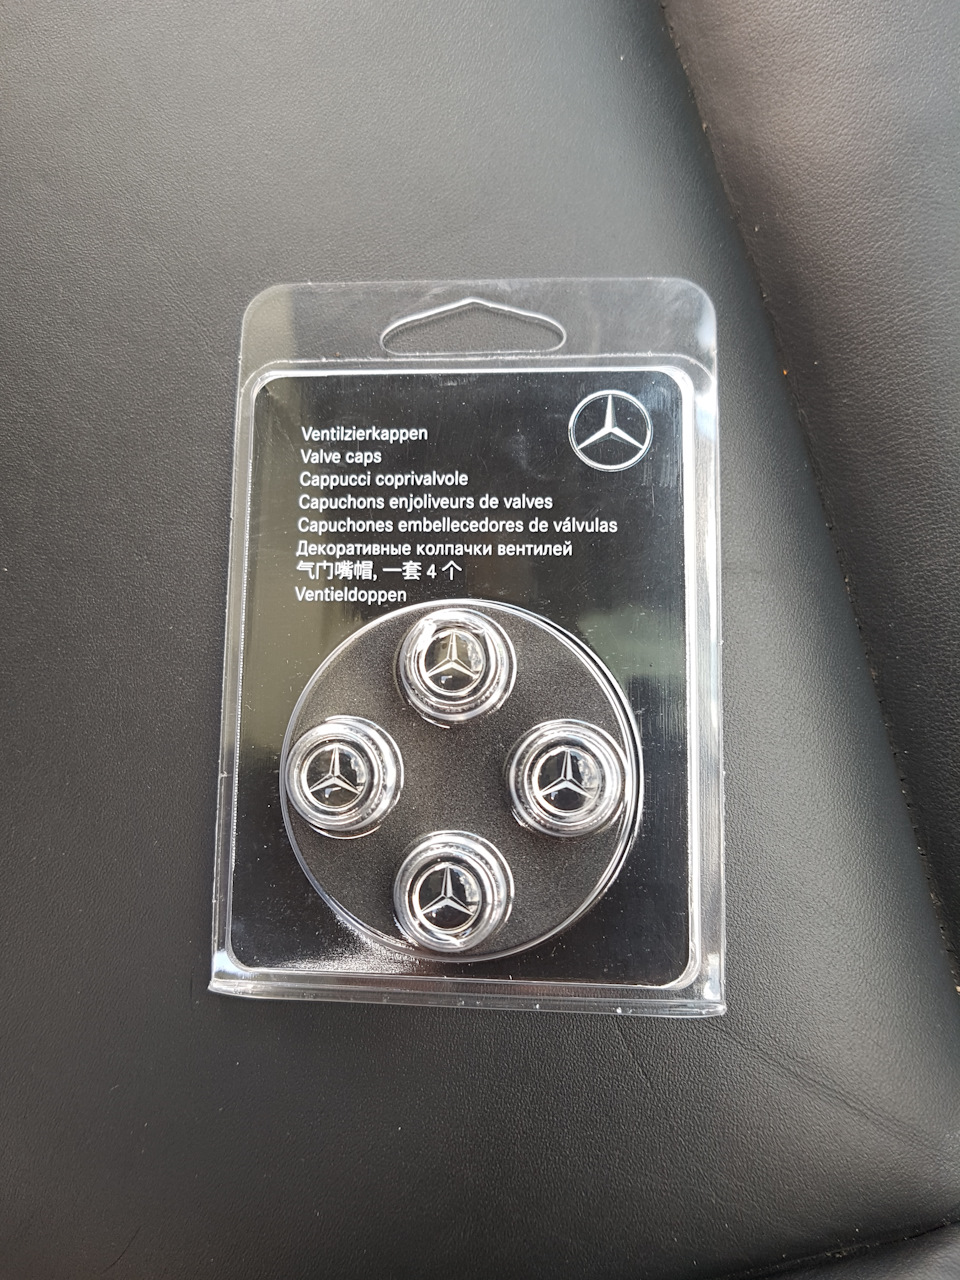 Ventilzierkappen
Valve caps
Cappucci coprivalvole
Capuchons enjoliveurs de valves
Capuchones embellecedores de válvulas
Декоративные колпачки вентилей
气门嘴帽, 一套 4 个
Ventieldoppen